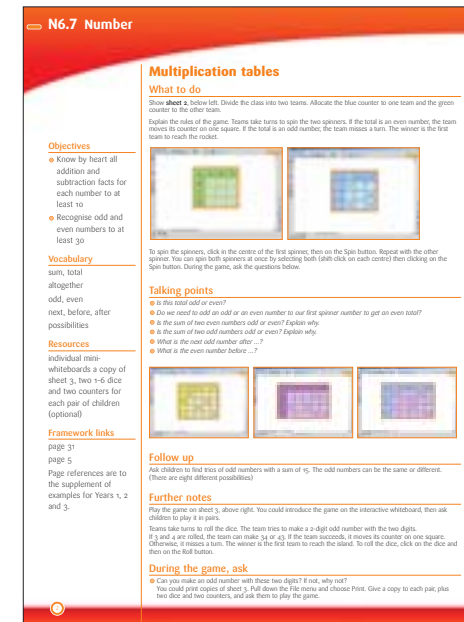 N6.7 Number
Objectives
Know by heart all
addition and
subtraction facts for
each number to at
least 10
Recognise odd and
even numbers to at
least 30
Vocabulary
sum, total
altogether
odd, even
next, before, after
possibilities
Resources
individual mini-
whiteboards a copy of
sheet 3, two 1-6 dice
and two counters for
each pair of children
(optional)
Framework links
page 31
page 5
Page references are to
the supplement of
examples for Years 1, 2
and 3.
Multiplication tables
What to do
Show sheet 2, below left. Divide the class into two teams. Allocate the blue counter to one team and the green
counter to the other team.
Explain the rules of the game. Teams take turns to spin the two spinners. If the total is an even number, the team
moves its counter on one square. If the total is an odd number, the team misses a turn. The winner is the first
team to reach the rocket.
To spin the spinners, click in the centre of the first spinner, then on the Spin button. Repeat with the other
spinner. You can spin both spinners at once by selecting both (shift-click on each centre) then clicking on the
Spin button. During the game, ask the questions below.
Talking points
Is this total odd or even?
Do we need to add an odd or an even number to our first spinner number to get an even total?
Is the sum of two even numbers odd or even? Explain why.
Is the sum of two odd numbers odd or even? Explain why.
What is the next odd number after ...?
What is the even number before ...?
Follow up
Ask children to find trios of odd numbers with a sum of 15. The odd numbers can be the same or different.
(There are eight different possibilities)
Further notes
Play the game on sheet 3, above right. You could introduce the game on the interactive whiteboard, then ask
children to play it in pairs.
Teams take turns to roll the dice. The team tries to make a 2-digit odd number with the two digits.
If 3 and 4 are rolled, the team can make 34 or 43. If the team succeeds, it moves its counter on one square.
Otherwise, it misses a turn. The winner is the first team to reach the island. To roll the dice, click on the dice and
then on the Roll button.
During the game, ask
Can you make an odd number with these two digits? If not, why not?
You could print copies of sheet 3. Pull down the File menu and choose Print. Give a copy to each pair, plus
two dice and two counters, and ask them to play the game.